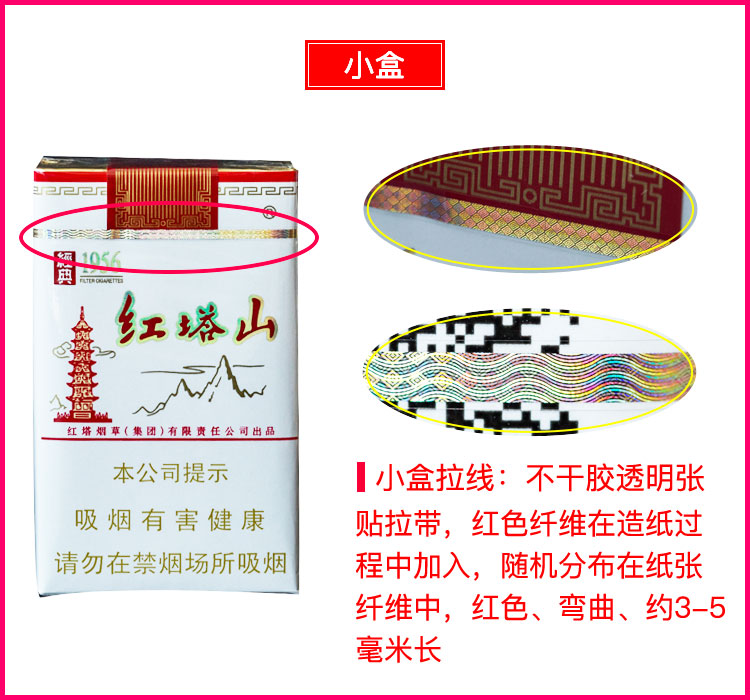 小盒
®
經典
1956
FILTER CIGARETTES
红塔山
红塔烟草(集团)有限责任公司出品
本公司提示
吸烟有害健康
请勿在禁烟场所吸烟
小盒拉线：不干胶透明张
贴拉带，红色纤维在造纸过
程中加入，随机分布在纸张
纤维中，红色、弯曲、约3-5
毫米长